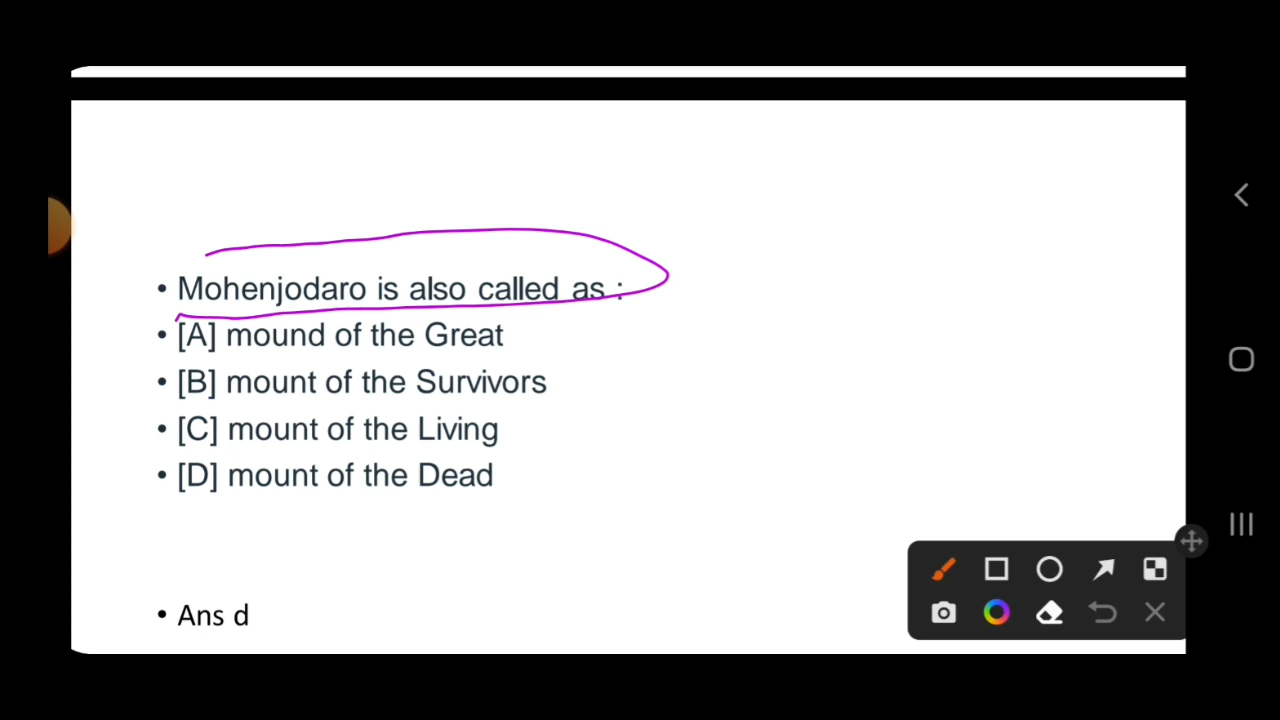 • Mohenjodaro is also called as :
• [A] mound of the Great
• [B] mount of the Survivors
• [C] mount of the Living
• [D] mount of the Dead
• Ans d